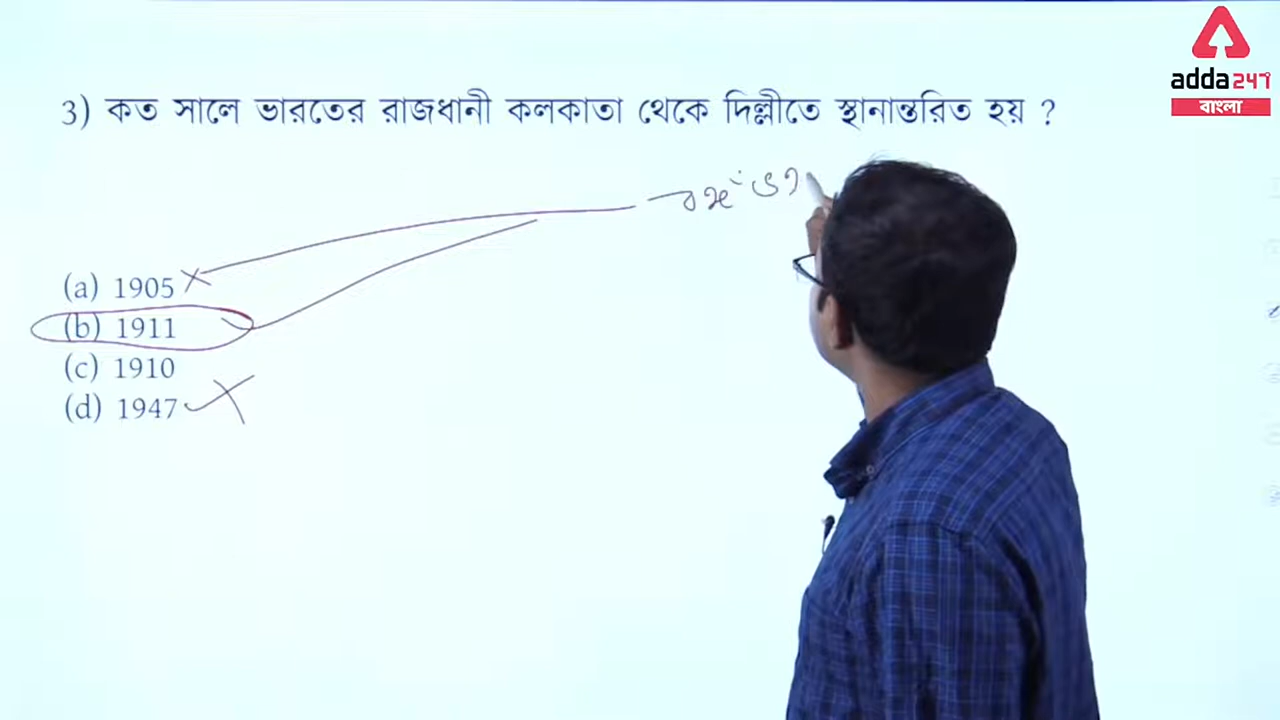 adda247
বাংলা
3) কত সালে ভারতের রাজধানী কলকাতা থেকে দিল্লীতে স্থানান্তরিত হয় ?
(a) 1905
(b) 1911
(c) 1910
(d) 1947